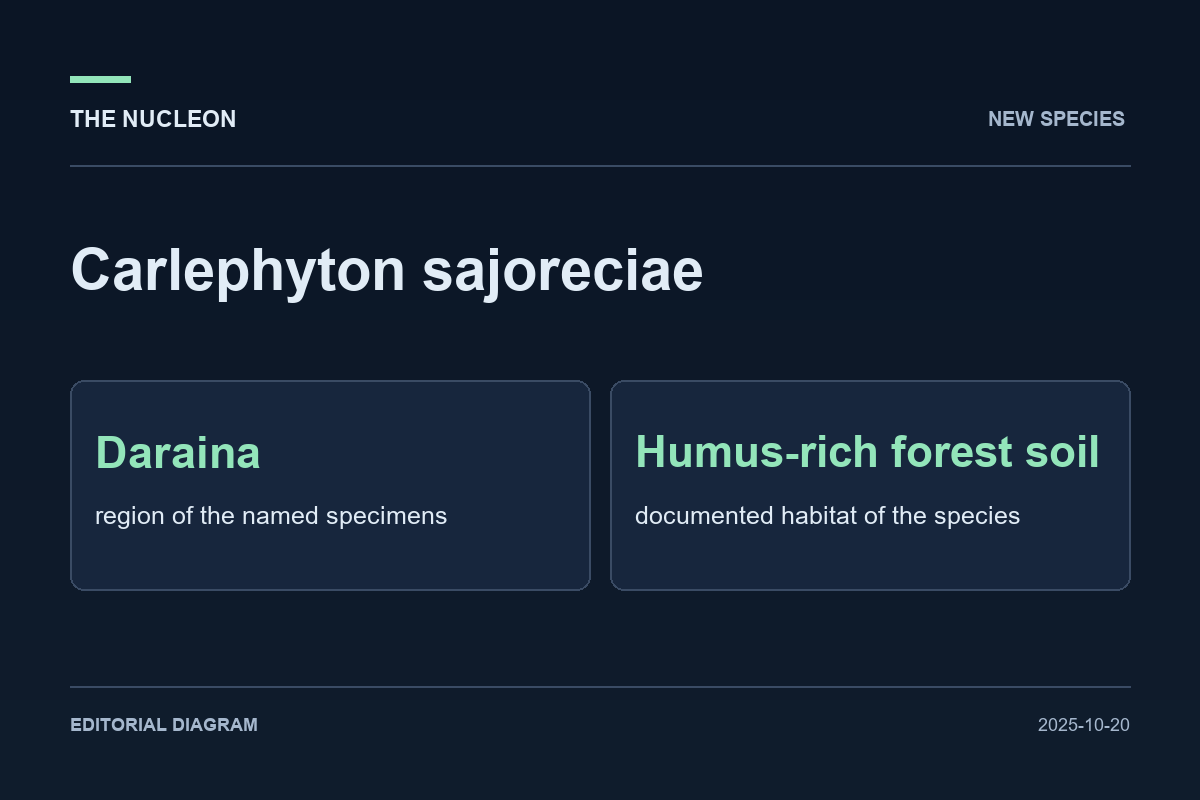 THE NUCLEON
NEW SPECIES
Carlephyton sajoreciae
Daraina
region of the named specimens
Humus-rich forest soil
documented habitat of the species
EDITORIAL DIAGRAM
2025-10-20